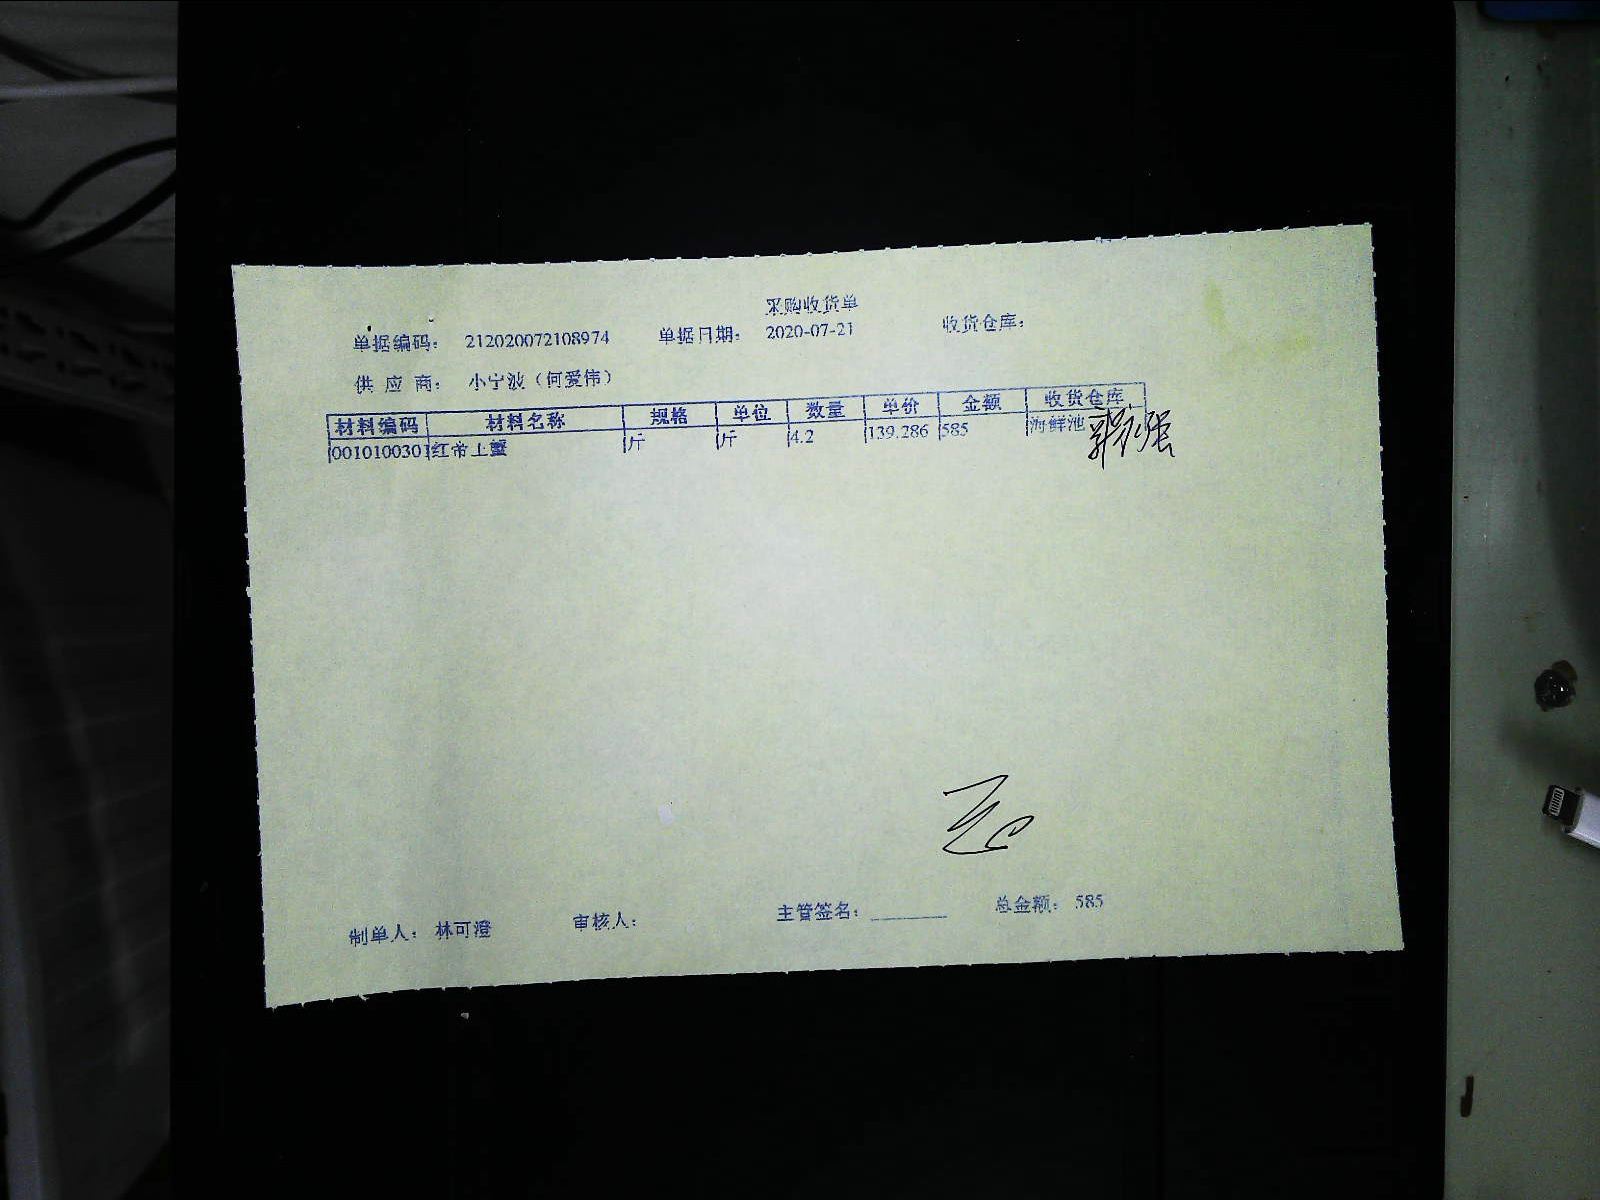 采购收货单
单据编码： 212020072108974 单据日期： 2020-07-21 收货仓库：
供 应 商： 小宁波（何爱伟）
材料编码 材料名称 规格 单位 数量 单价 金额 收货仓库
0010100301 红帝王蟹 斤 斤 4.2 139.286 585 海鲜池
制单人： 林可澄 审核人： 主管签名： ________ 总金额： 585